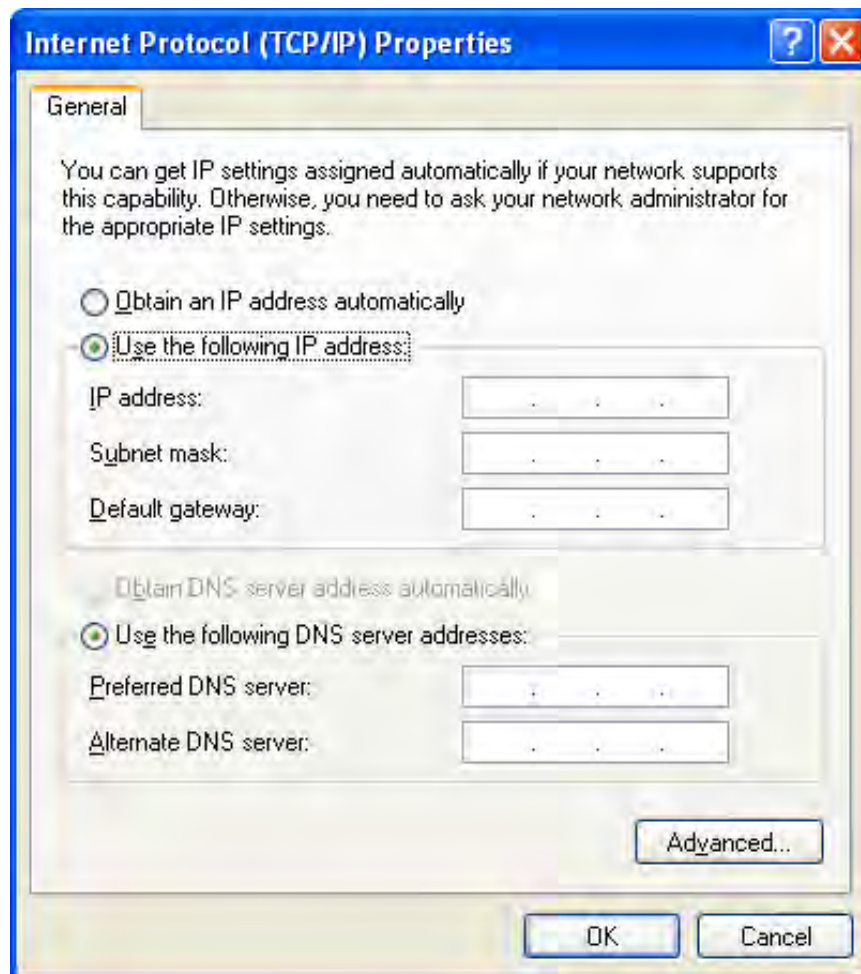 Internet Protocol (TCP/IP) Properties
General
You can get IP settings assigned automatically if your network supports
this capability. Otherwise, you need to ask your network administrator for
the appropriate IP settings.
Obtain an IP address automatically
Use the following IP address:
IP address:
Subnet mask:
Default gateway:
Obtain DNS server address automatically
Use the following DNS server addresses:
Preferred DNS server:
Alternate DNS server:
Advanced...
OK Cancel